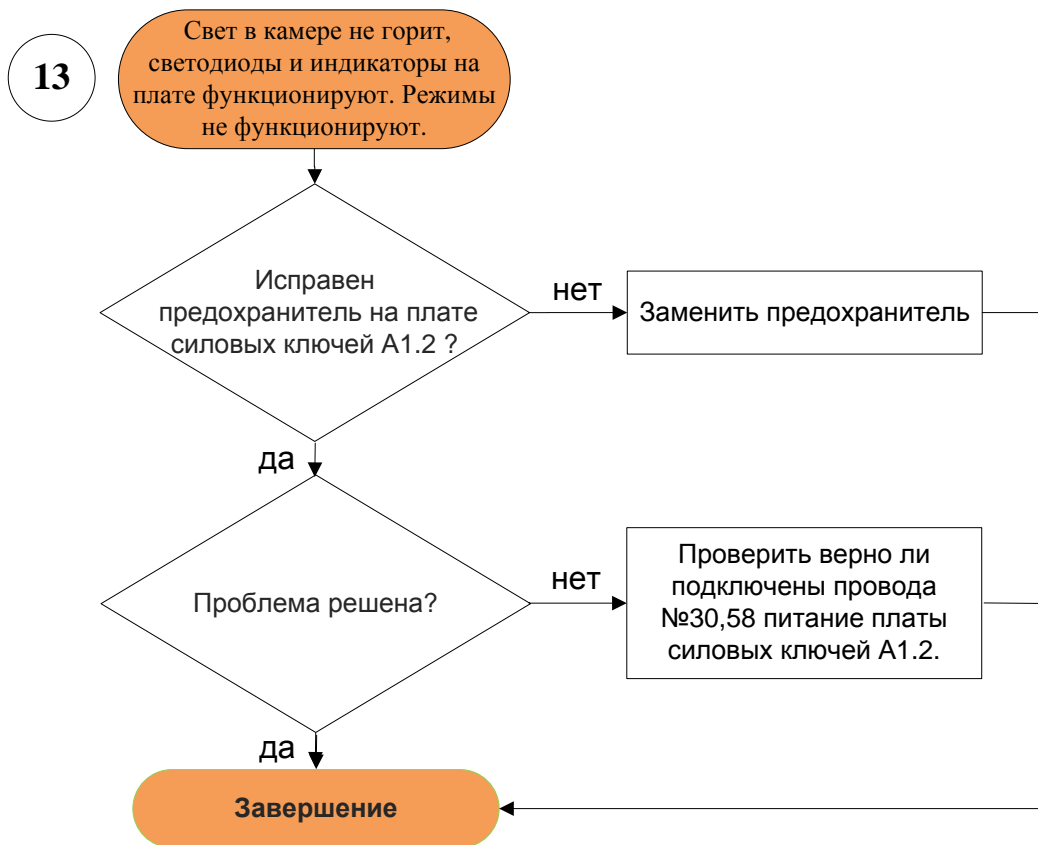 13
Свет в камере не горит,
светодиоды и индикаторы на
плате функционируют. Режимы
не функционируют.
Исправен
предохранитель на плате
силовых ключей А1.2 ?
нет
Заменить предохранитель
да
Проблема решена?
нет
Проверить верно ли
подключены провода
№30,58 питание платы
силовых ключей А1.2.
да
Завершение